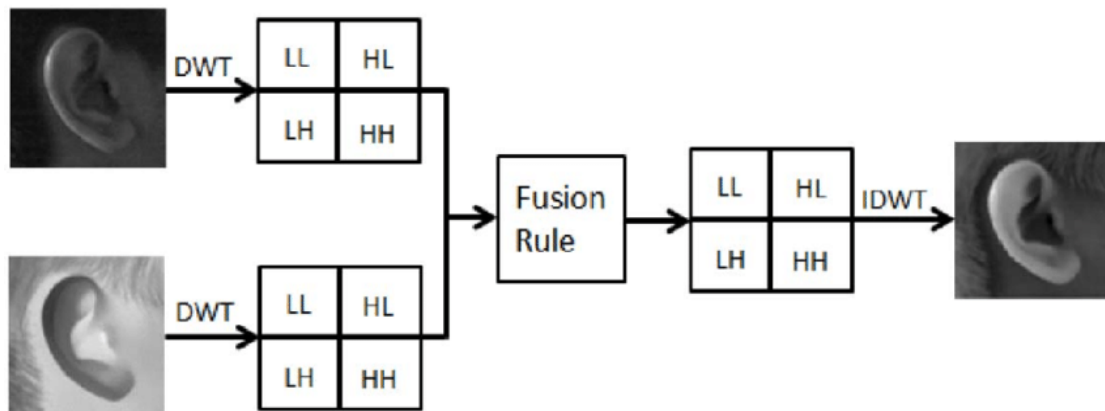 DWT
LL HL
LH HH
DWT
LL HL
LH HH
Fusion
Rule
LL HL
LH HH
IDWT